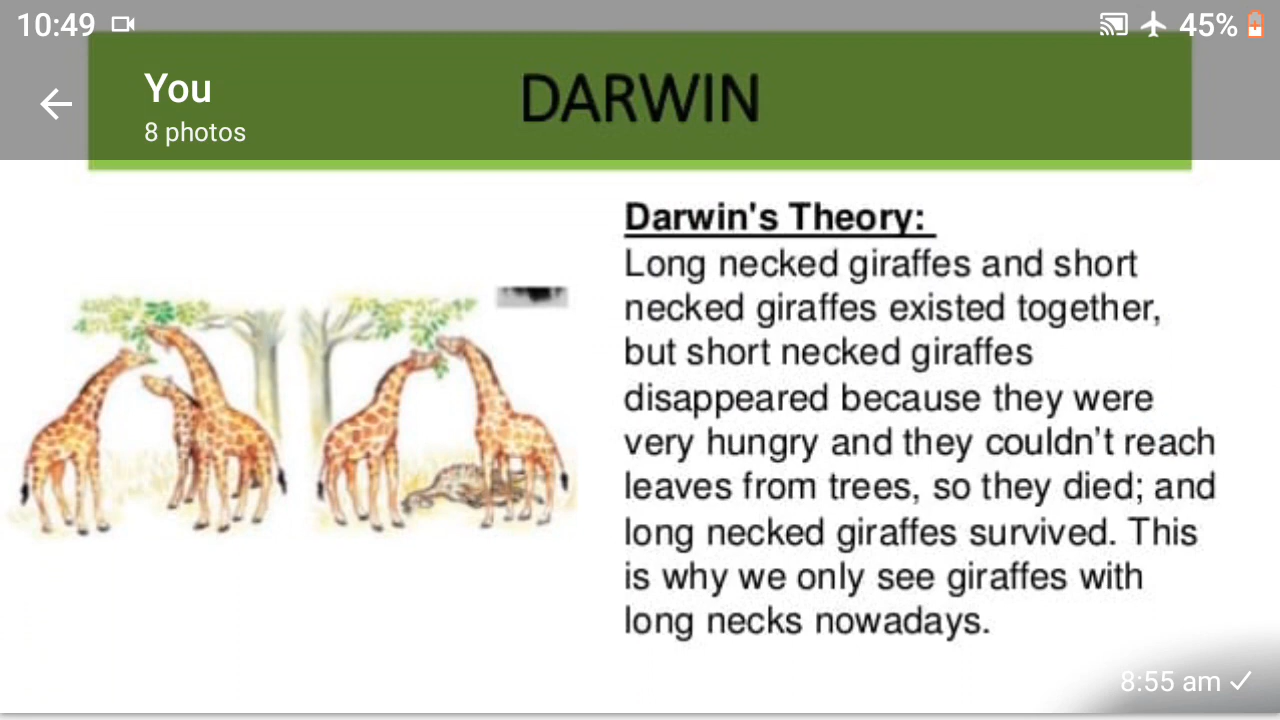 10:49
45%
You
8 photos
DARWIN
Darwin's Theory:
Long necked giraffes and short
necked giraffes existed together,
but short necked giraffes
disappeared because they were
very hungry and they couldn’t reach
leaves from trees, so they died; and
long necked giraffes survived. This
is why we only see giraffes with
long necks nowadays.
8:55 am